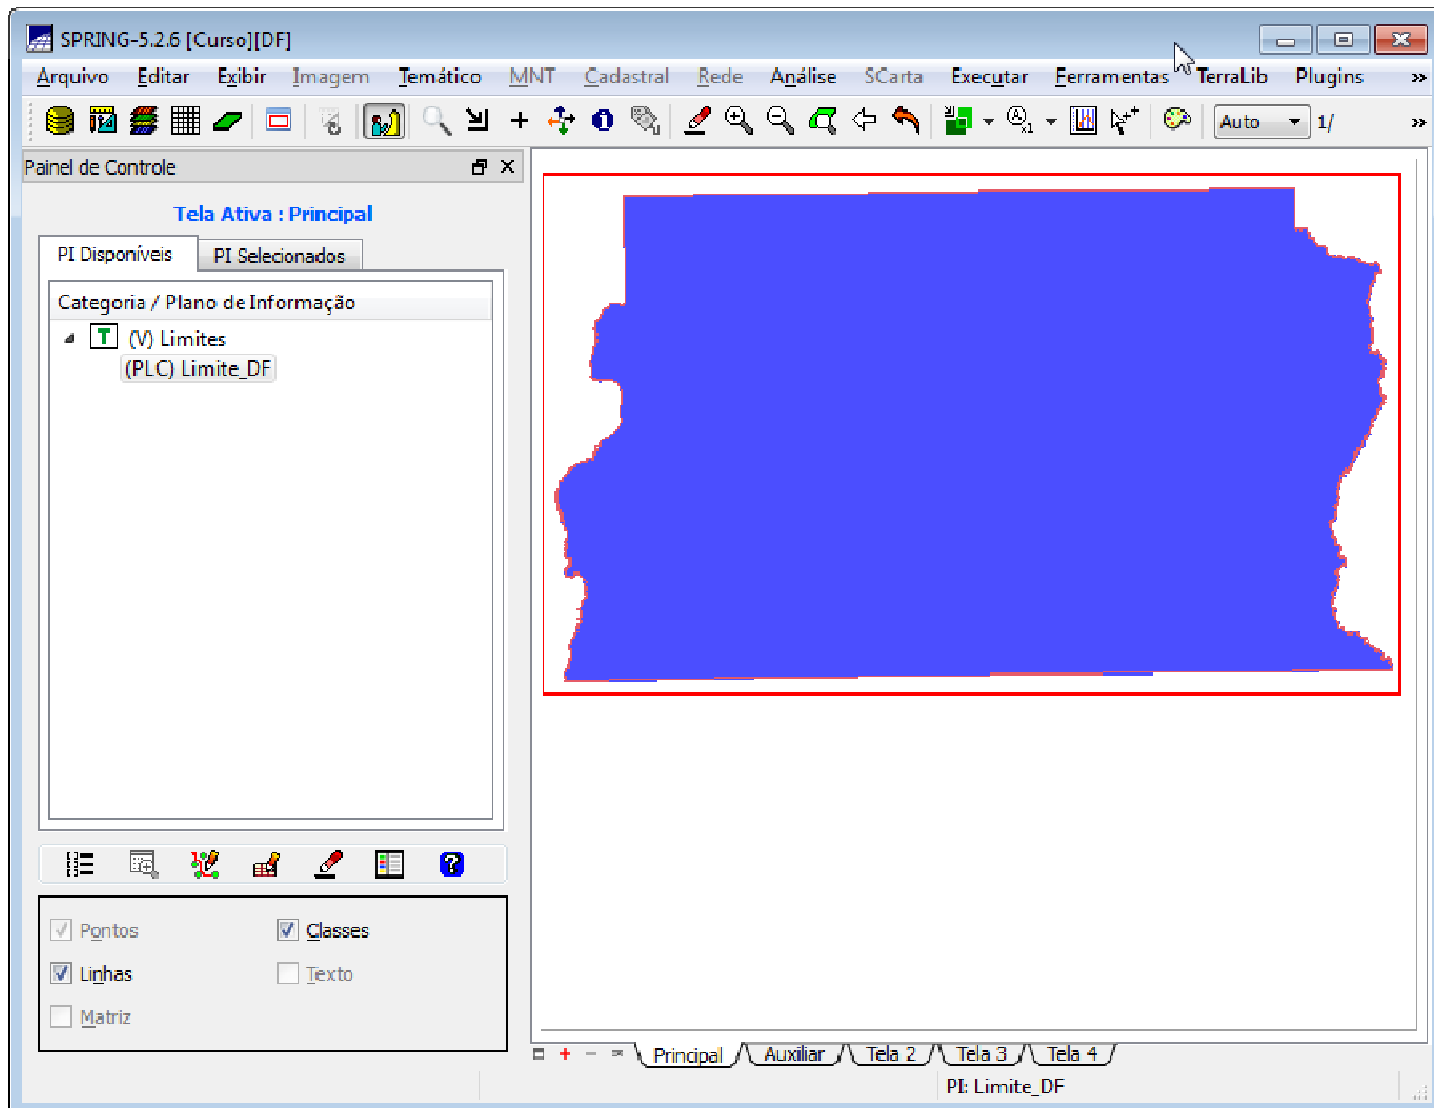 SPRING-5.2.6 [Curso][DF]
Arquivo Editar Exibir Imagem Temático MNT Cadastral Rede Análise SCarta Executar Ferramentas TerraLib Plugins »
Auto 1/ »
Painel de Controle
Tela Ativa : Principal
PI Disponíveis PI Selecionados
Categoria / Plano de Informação
T (V) Limites
(PLC) Limite_DF
Pontos Classes
Linhas Texto
Matriz
Principal Auxiliar Tela 2 Tela 3 Tela 4
PI: Limite_DF